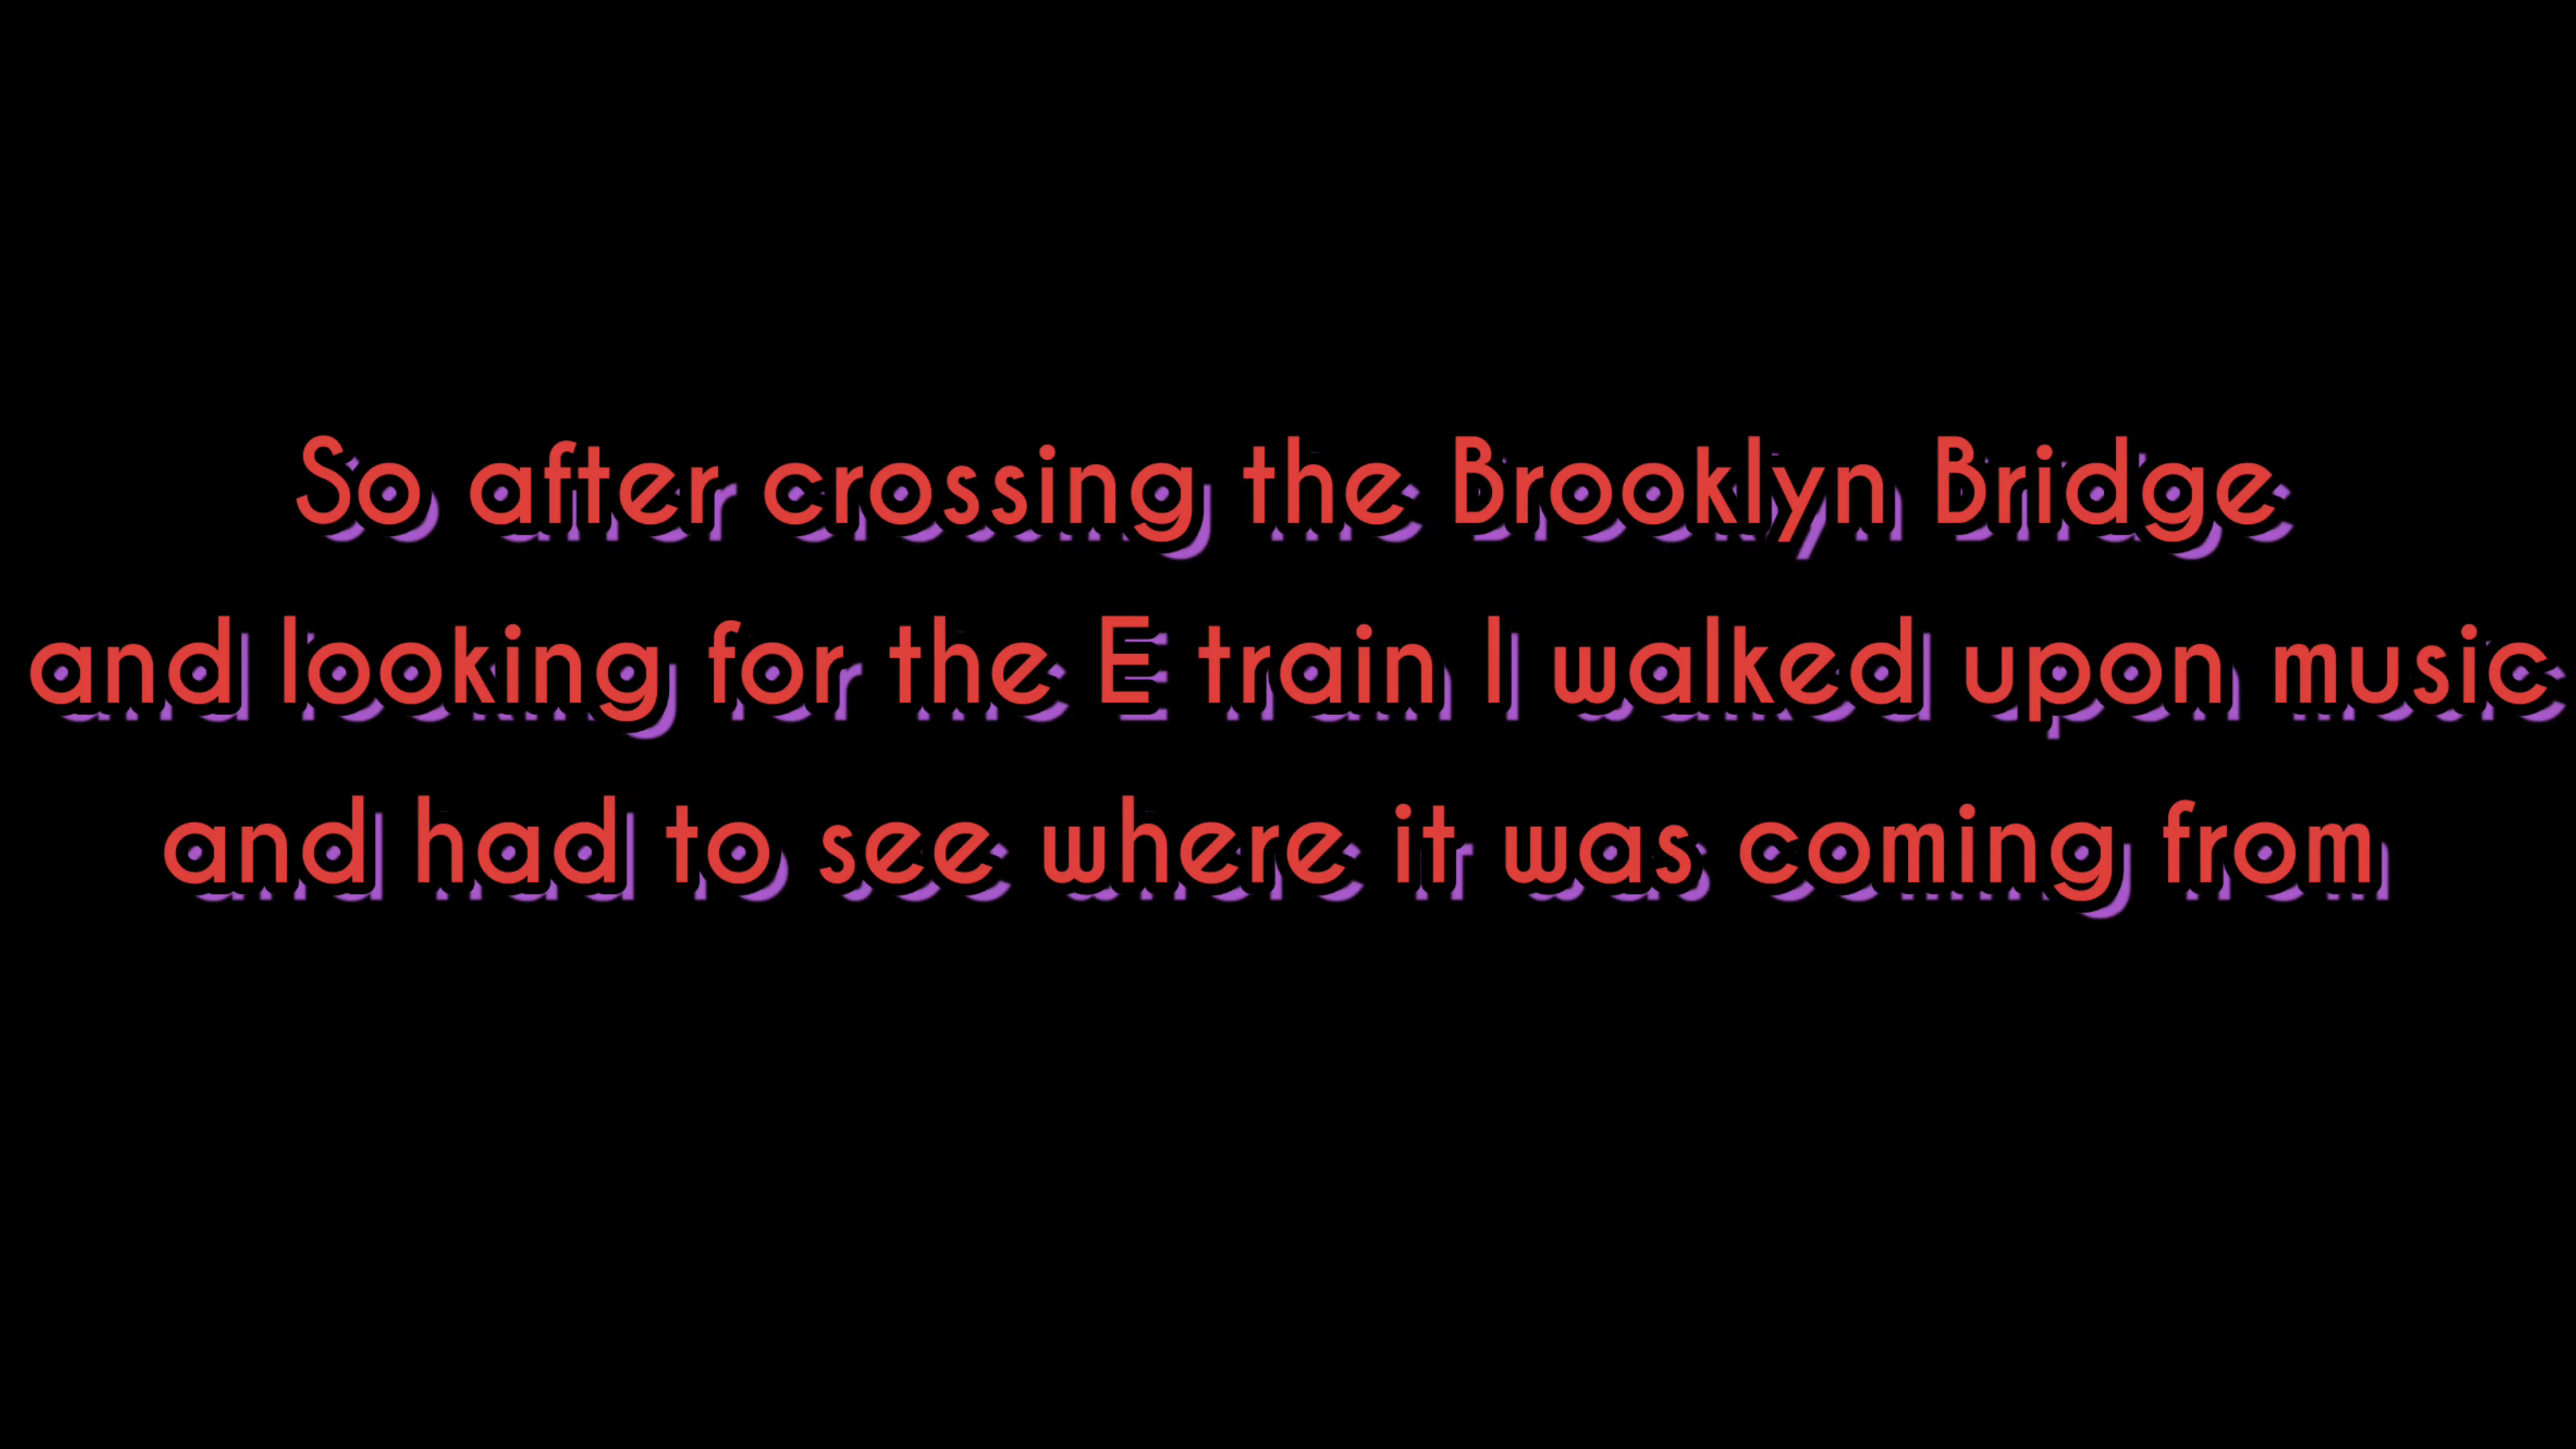 So after crossing the Brooklyn Bridge
and looking for the E train I walked upon music
and had to see where it was coming from